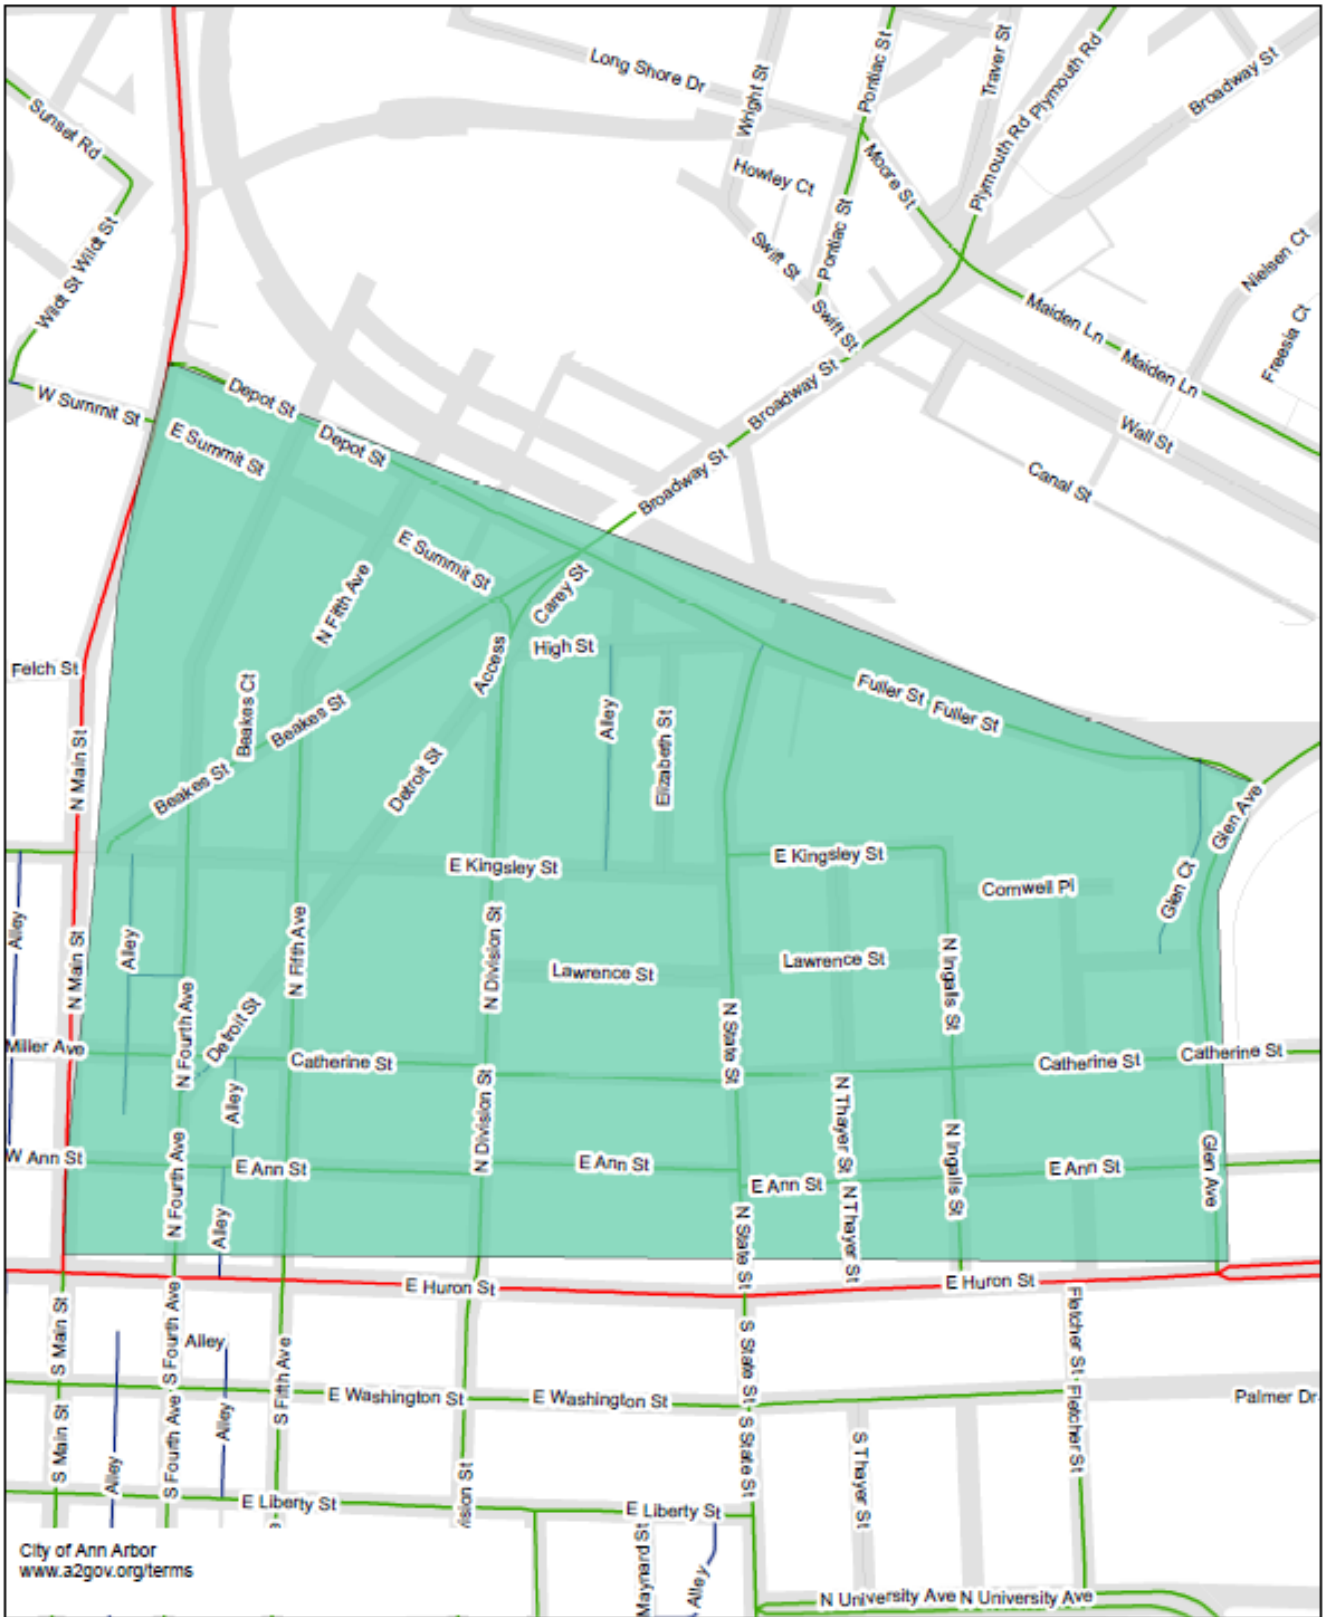 Long Shore Dr
Wright St
Pontiac St
Traver St
Plymouth Rd
Plymouth Rd
Broadway St
Sunset Rd
Howley Ct
Moore St
Pontiac St
Swift St
Wildt St
Wildt St
Nielsen Ct
Freesia Ct
Maiden Ln
Maiden Ln
Swift St
Broadway St
W Summit St
Depot St
E Summit St
Depot St
Wall St
Canal St
Broadway St
E Summit St
N Fifth Ave
Carey St
High St
Access
Felch St
Beakes Ct
Beakes St
Alley
Elizabeth St
Fuller St
Fuller St
N Main St
Beakes St
Detroit St
Glen Ave
E Kingsley St
E Kingsley St
Cornwell Pl
Glen Ct
Alley
N Main St
Alley
N Fifth Ave
N Division St
Lawrence St
Lawrence St
N Ingalls St
N Fourth Ave
Detroit St
N State St
Miller Ave
Catherine St
Catherine St
Catherine St
Alley
N Division St
N Thayer St
N Ingalls St
W Ann St
N Fourth Ave
E Ann St
E Ann St
E Ann St
E Ann St
Glen Ave
Alley
N State St
N Thayer St
E Huron St
E Huron St
S Main St
S Fourth Ave
Alley
S Fifth Ave
S State St
Fletcher St
E Washington St
E Washington St
Palmer Dr
S Main St
S Fourth Ave
Alley
Alley
S State St
S Thayer St
Fletcher St
vision St
E Liberty St
E Liberty St
Maynard St
Alley
City of Ann Arbor
www.a2gov.org/terms
N University Ave
N University Ave